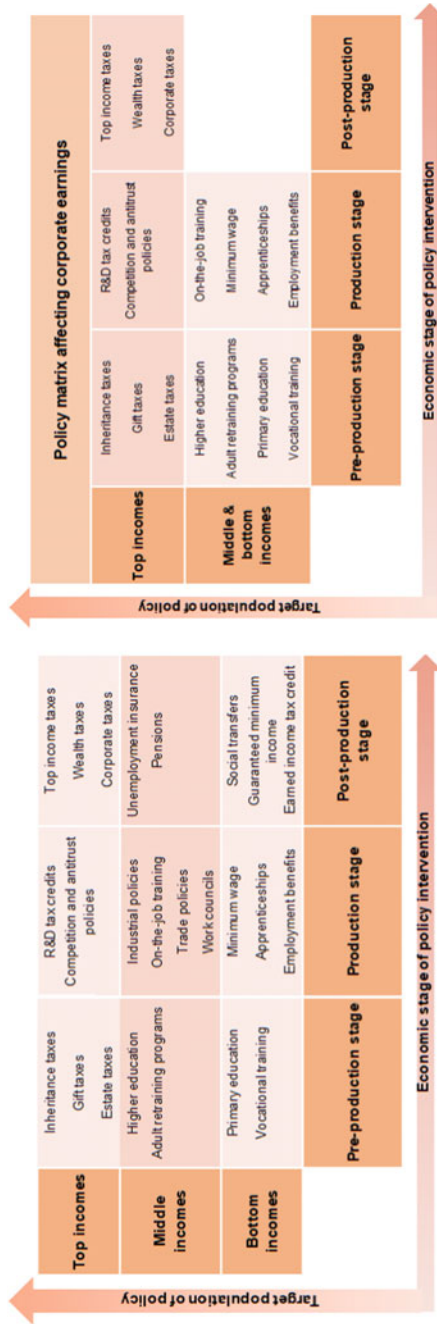 Target population of policy
Top incomes
Inheritance taxes
Gift taxes
Estate taxes
R&D tax credits
Competition and antitrust
policies
Top income taxes
Wealth taxes
Corporate taxes
Middle
incomes
Higher education
Adult retraining programs
Industrial policies
On-the-job training
Trade policies
Work councils
Unemployment insurance
Pensions
Bottom
incomes
Primary education
Vocational training
Minimum wage
Apprenticeships
Employment benefits
Social transfers
Guaranteed minimum
income
Earned income tax credit
Pre-production stage
Production stage
Post-production
stage
Economic stage of policy intervention
Policy matrix affecting corporate earnings
Target population of policy
Top incomes
Inheritance taxes
Gift taxes
Estate taxes
R&D tax credits
Competition and antitrust
policies
Top income taxes
Wealth taxes
Corporate taxes
Middle &
bottom
incomes
Higher education
Adult retraining programs
Primary education
Vocational training
On-the-job training
Minimum wage
Apprenticeships
Employment benefits
Pre-production stage
Production stage
Post-production
stage
Economic stage of policy intervention